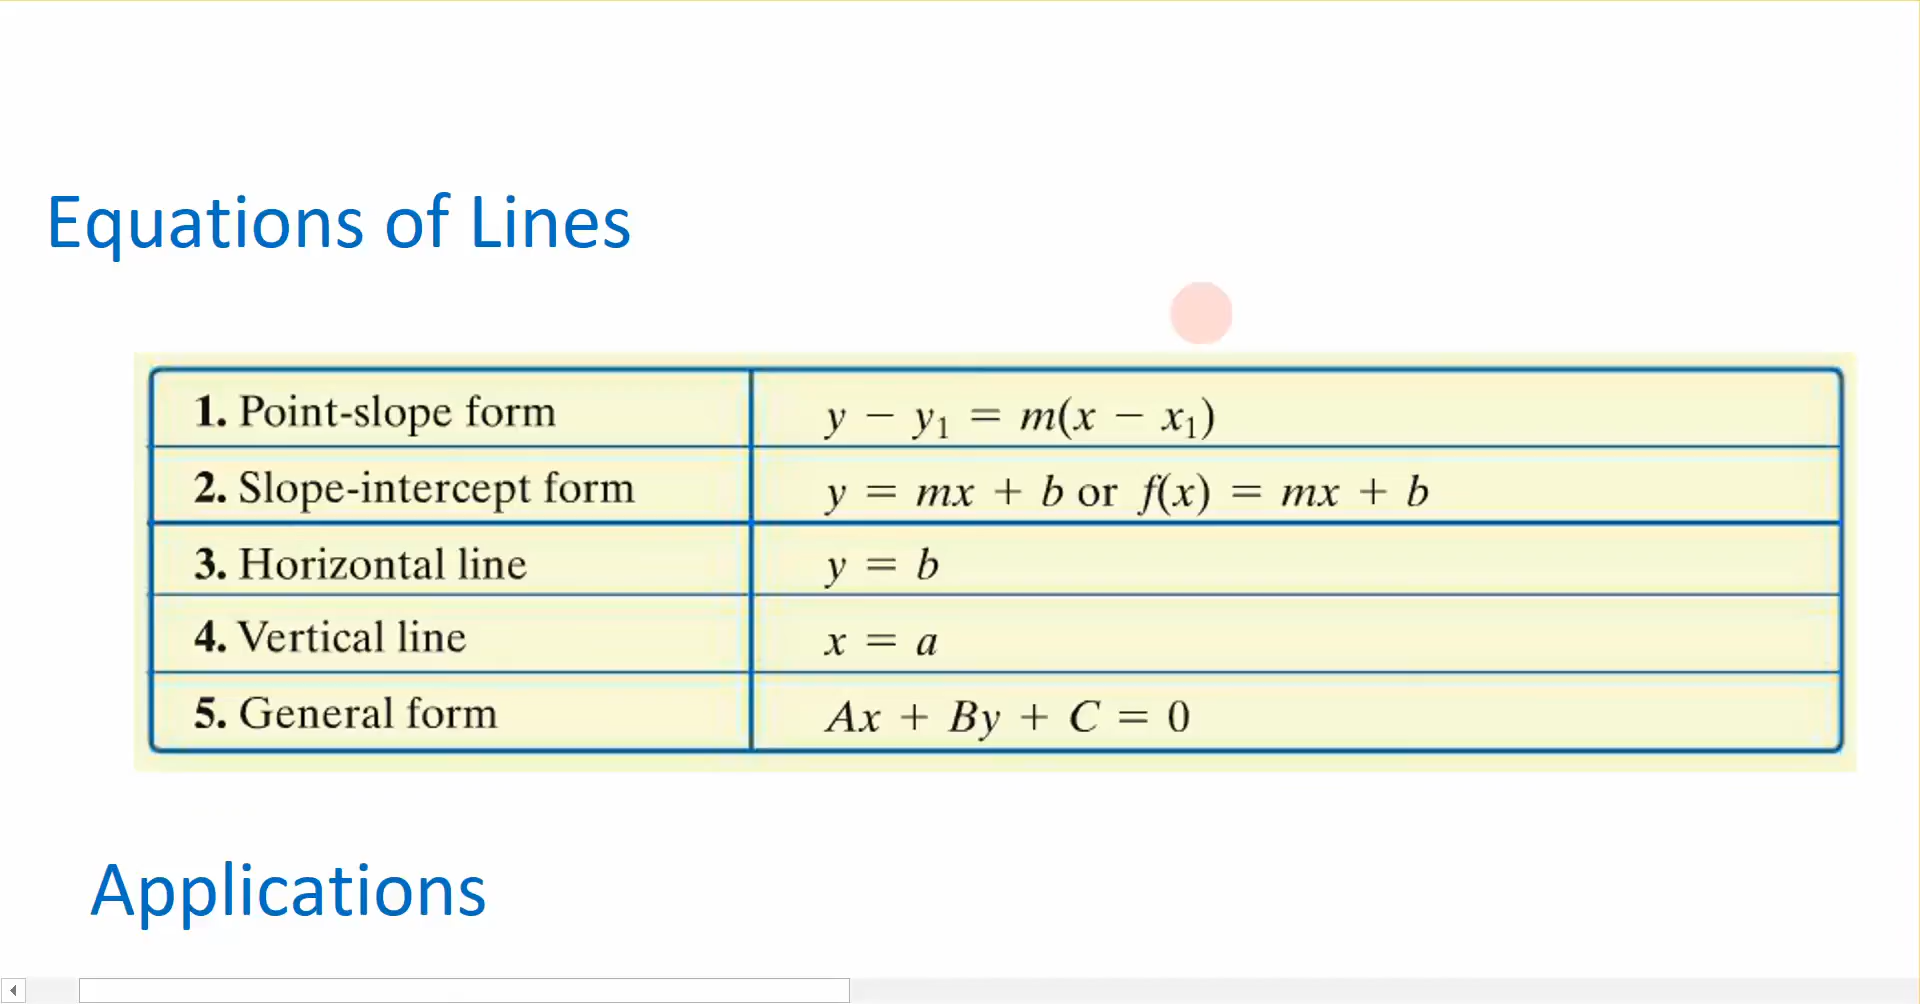 Equations of Lines
1. Point-slope form y − y₁ = m(x − x₁)
2. Slope-intercept form y = mx + b or f(x) = mx + b
3. Horizontal line y = b
4. Vertical line x = a
5. General form Ax + By + C = 0
Applications